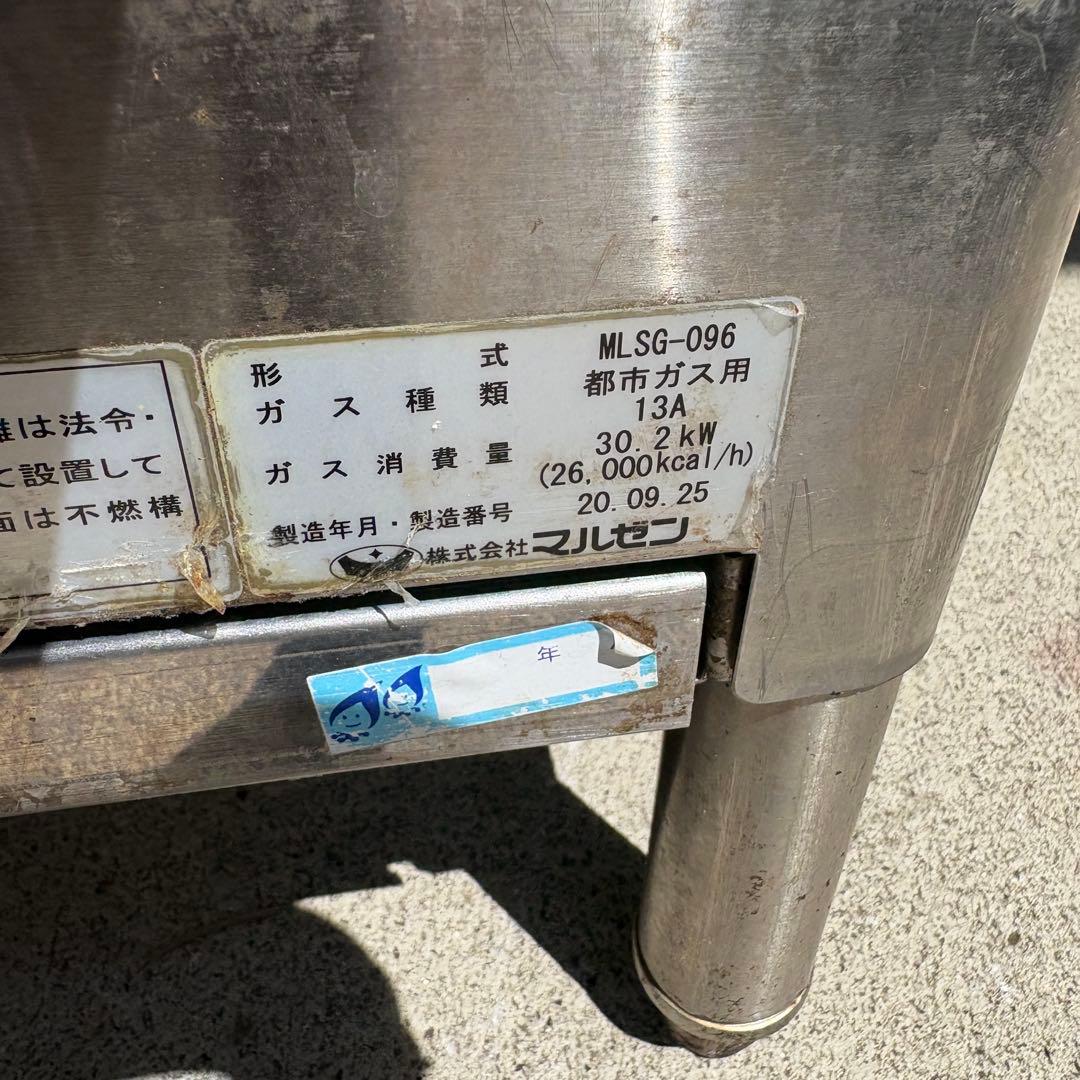 は法令・
て設置して
面は不燃構
形式 MLSG-096
ガス種類 都市ガス用
13A
ガス消費量 30.2kW
(26,000kcal/h)
製造年月・製造番号 20.09.25
株式会社マルゼン
年